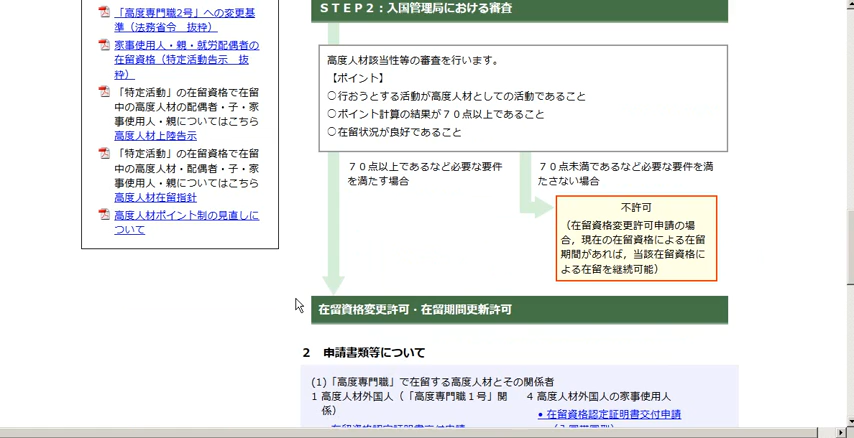 「高度専門職2号」への変更基
準（法務省令　抜粋）
家事使用人・親・就労配偶者の
在留資格（特定活動告示　抜
粋）
「特定活動」の在留資格で在留
中の高度人材の配偶者・子・家
事使用人・親についてはこちら
高度人材上陸告示
「特定活動」の在留資格で在留
中の高度人材・配偶者・子・家
事使用人・親についてはこちら
高度人材在留指針
高度人材ポイント制の見直しに
ついて
ＳＴＥＰ２：入国管理局における審査
高度人材該当性等の審査を行います。
【ポイント】
○行おうとする活動が高度人材としての活動であること
○ポイント計算の結果が７０点以上であること
○在留状況が良好であること
７０点以上であるなど必要な要件
を満たす場合
７０点未満であるなど必要な要件を満
たさない場合
不許可
（在留資格変更許可申請の場
合，現在の在留資格による在留
期間があれば，当該在留資格に
よる在留を継続可能）
在留資格変更許可・在留期間更新許可
２　申請書類等について
(1)「高度専門職」で在留する高度人材とその関係者
1 高度人材外国人（「高度専門職１号」関
係）
在留資格認定証明書交付申請
4 高度人材外国人の家事使用人
• 在留資格認定証明書交付申請